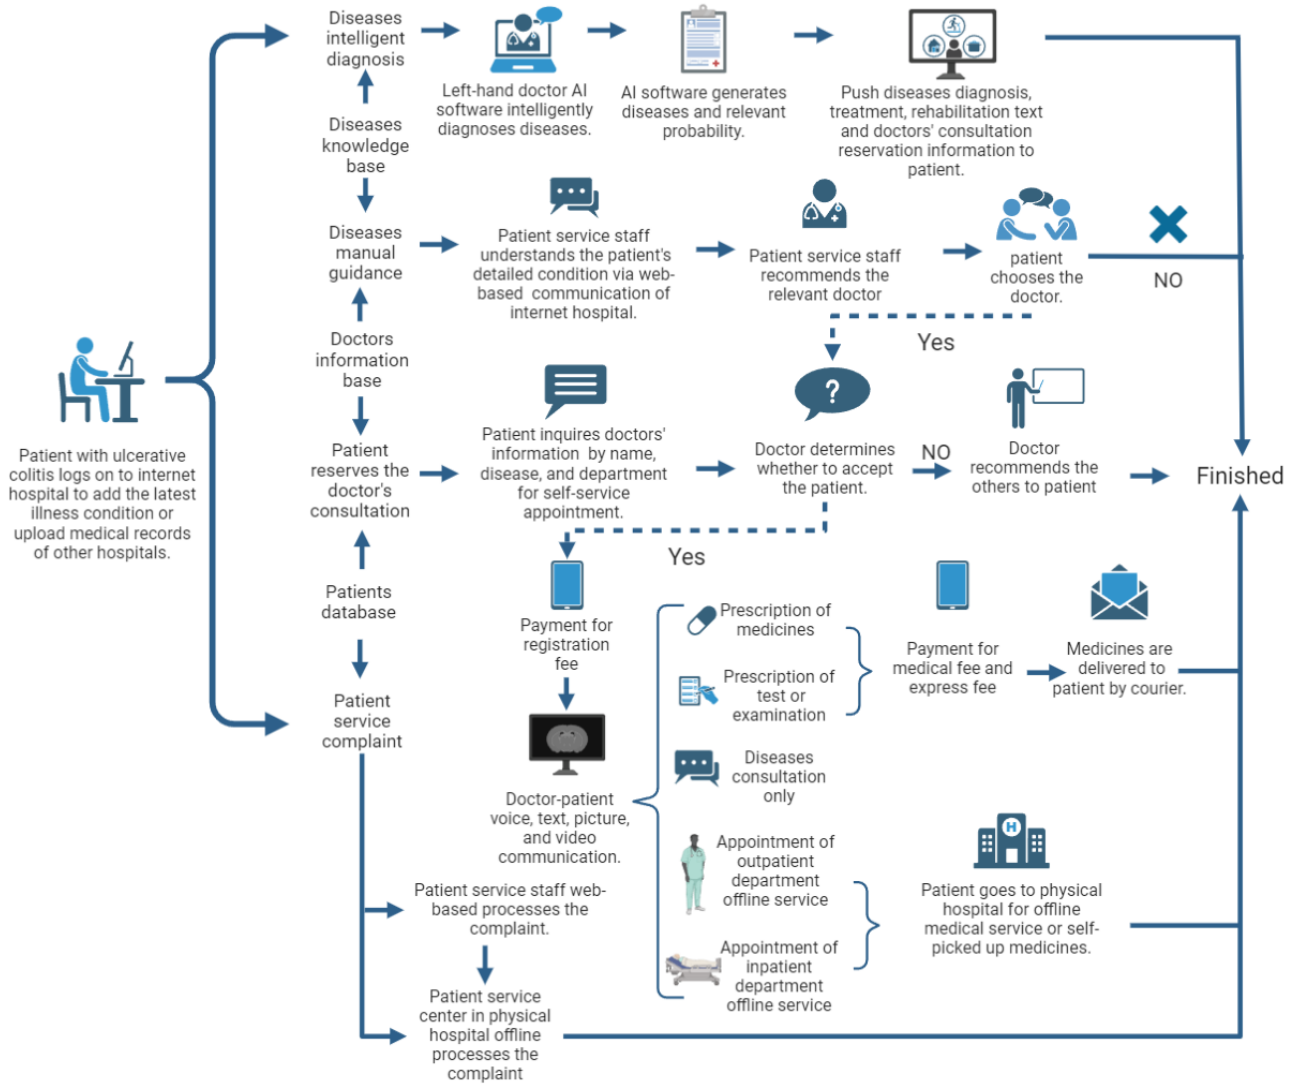 Diseases
intelligent
diagnosis
Left-hand doctor AI
software intelligently
diagnoses diseases.
AI software generates
diseases and relevant
probability.
Push diseases diagnosis,
treatment, rehabilitation text
and doctors' consultation
reservation information to
patient.
Diseases
knowledge
base
Diseases
manual
guidance
Patient service staff
understands the patient's
detailed condition via web-
based communication of
internet hospital.
Patient service staff
recommends the
relevant doctor
patient
chooses the
doctor.
NO
Yes
Doctors
information
base
Patient with ulcerative
colitis logs on to internet
hospital to add the latest
illness condition or
upload medical records
of other hospitals.
Patient
reserves the
doctor's
consultation
Patient inquires doctors'
information by name,
disease, and department
for self-service
appointment.
?
Doctor determines
whether to accept
the patient.
NO
Doctor
recommends the
others to patient
Finished
Yes
Patients
database
Payment for
registration
fee
Prescription of
medicines
Prescription of
test or
examination
Payment for
medical fee and
express fee
Medicines are
delivered to
patient by courier.
Patient
service
complaint
Diseases
consultation
only
Doctor-patient
voice, text, picture,
and video
communication.
Appointment of
outpatient
department
offline service
H
Patient goes to physical
hospital for offline
medical service or self-
picked up medicines.
Patient service staff web-
based processes the
complaint.
Appointment of
inpatient
department
offline service
Patient service
center in physical
hospital offline
processes the
complaint